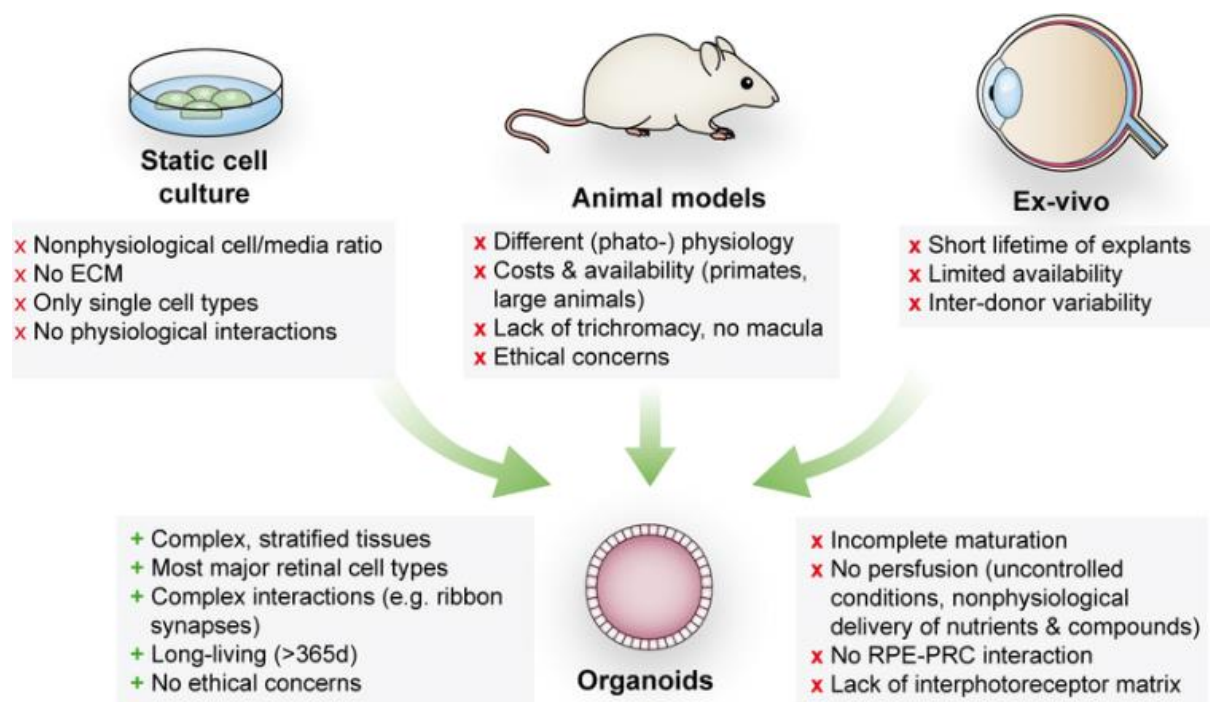 Static cell
culture
x Nonphysiological cell/media ratio
x No ECM
x Only single cell types
x No physiological interactions
Animal models
x Different (phato-) physiology
x Costs & availability (primates,
large animals)
x Lack of trichromacy, no macula
x Ethical concerns
Ex-vivo
x Short lifetime of explants
x Limited availability
x Inter-donor variability
+ Complex, stratified tissues
+ Most major retinal cell types
+ Complex interactions (e.g. ribbon
synapses)
+ Long-living (>365d)
+ No ethical concerns
Organoids
x Incomplete maturation
x No persfusion (uncontrolled
conditions, nonphysiological
delivery of nutrients & compounds)
x No RPE-PRC interaction
x Lack of interphotoreceptor matrix